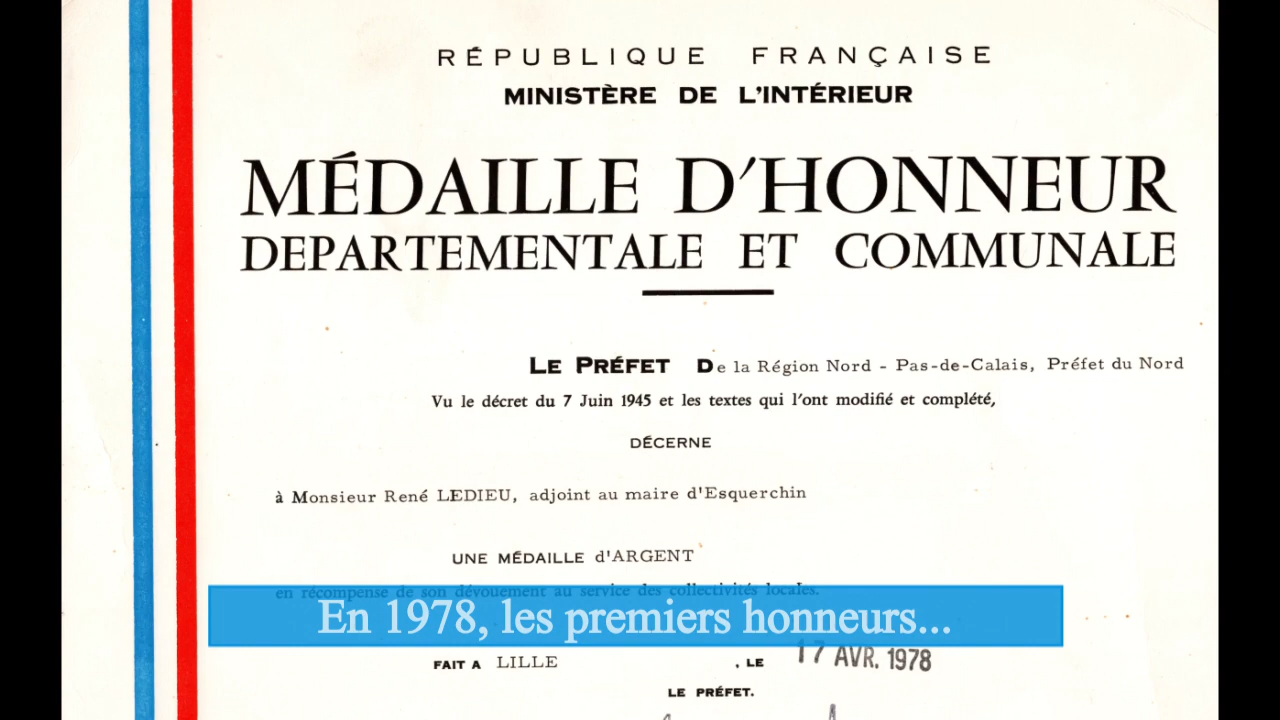 RÉPUBLIQUE FRANÇAISE
MINISTÈRE DE L'INTÉRIEUR
MÉDAILLE D'HONNEUR
DEPARTEMENTALE ET COMMUNALE
LE PRÉFET De la Région Nord - Pas-de-Calais, Préfet du Nord
Vu le décret du 7 Juin 1945 et les textes qui l'ont modifié et complété,
DÉCERNE
à Monsieur René LEDIEU, adjoint au maire d'Esquerchin
UNE MÉDAILLE d'ARGENT
en récompense de son dévouement au service des collectivités locales.
En 1978, les premiers honneurs...
FAIT A LILLE , LE 17 AVR. 1978
LE PRÉFET.